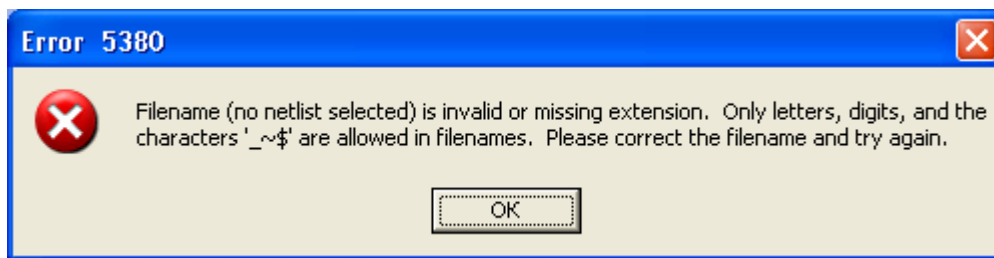 Error 5380
Filename (no netlist selected) is invalid or missing extension.  Only letters, digits, and the
characters '_~$' are allowed in filenames.  Please correct the filename and try again.
OK